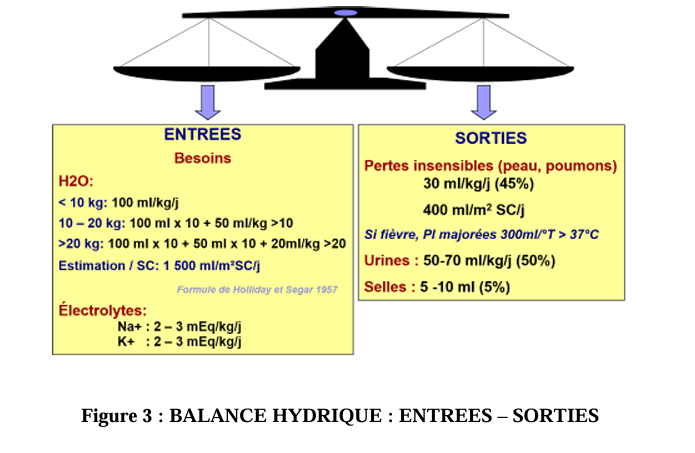 ENTREES
Besoins
H2O:
< 10 kg: 100 ml/kg/j
10 – 20 kg: 100 ml x 10 + 50 ml/kg >10
>20 kg: 100 ml x 10 + 50 ml x 10 + 20ml/kg >20
Estimation / SC: 1 500 ml/m²SC/j
Formule de Holliday et Segar 1957
Électrolytes:
Na+ : 2 – 3 mEq/kg/j
K+ : 2 – 3 mEq/kg/j
SORTIES
Pertes insensibles (peau, poumons)
30 ml/kg/j (45%)
400 ml/m² SC/j
Si fièvre, PI majorées 300ml/°T > 37°C
Urines : 50-70 ml/kg/j (50%)
Selles : 5 -10 ml (5%)
Figure 3 : BALANCE HYDRIQUE : ENTREES – SORTIES